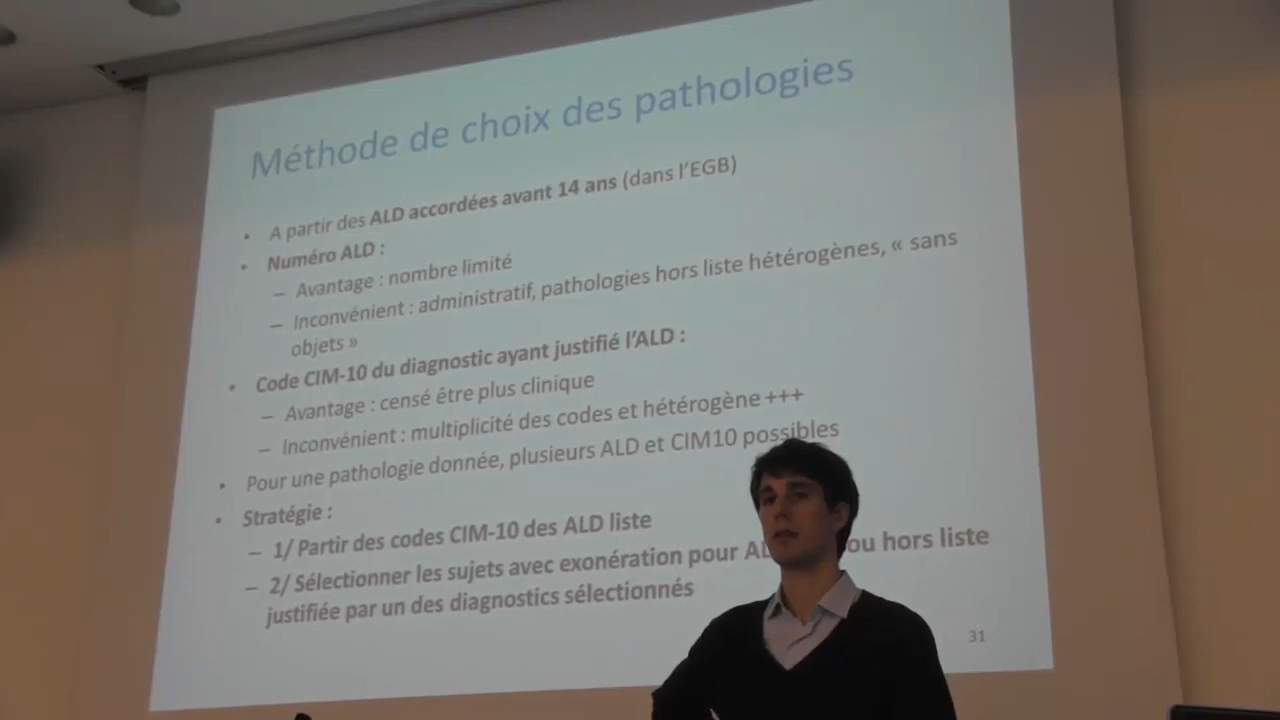 Méthode de choix des pathologies
• A partir des ALD accordées avant 14 ans (dans l'EGB)
• Numéro ALD :
– Avantage : nombre limité
– Inconvénient : administratif, pathologies hors liste hétérogènes, « sans
objets »
• Code CIM-10 du diagnostic ayant justifié l'ALD :
– Avantage : censé être plus clinique
– Inconvénient : multiplicité des codes et hétérogène +++
• Pour une pathologie donnée, plusieurs ALD et CIM10 possibles
• Stratégie :
– 1/ Partir des codes CIM-10 des ALD liste
– 2/ Sélectionner les sujets avec exonération pour ou hors liste
justifiée par un des diagnostics sélectionnés
31